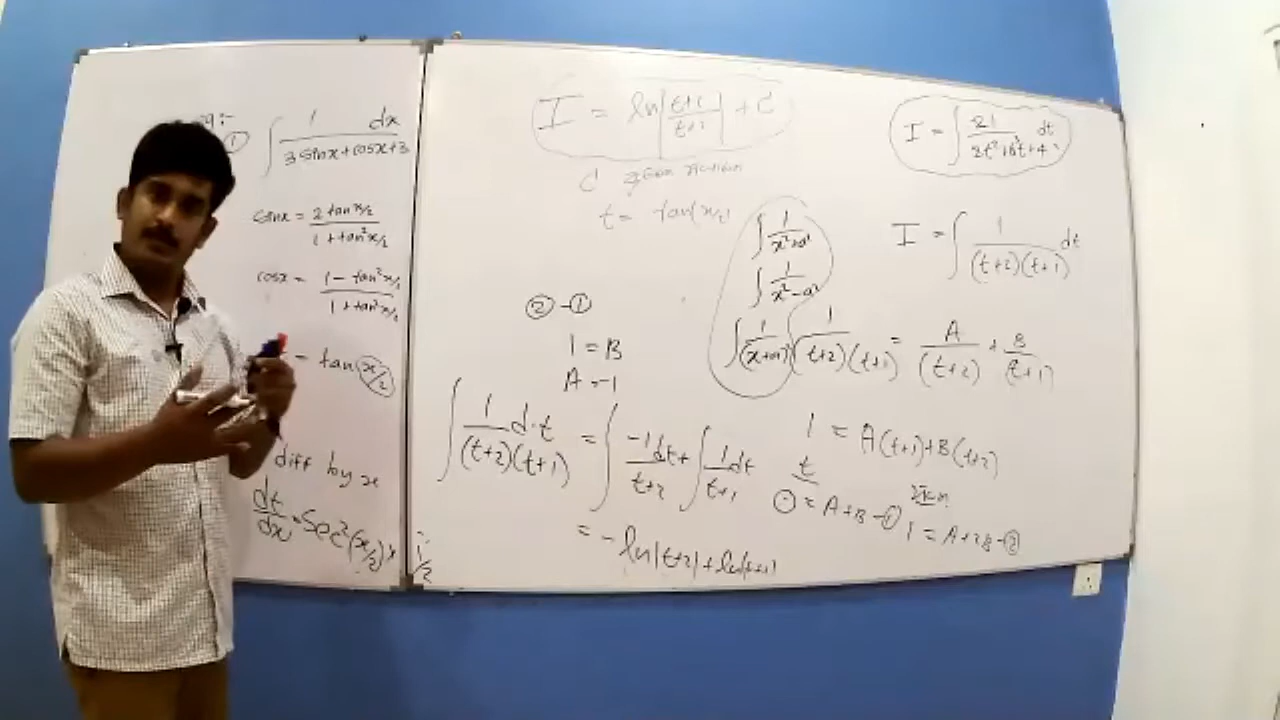 ①
∫ 1 dx / 3 sinx+cosx+3
sinx = 2 tan x/2 / 1+tan²x/2
cosx = 1 - tan²x/2 / 1+tan²x/2
= tan x/2
diff by x
dt/dx = Sec²(x/2) × 1/2
I = ln|t+1/t+2| + C
C
t = tan(x/2)
② - ①
1 = B
A = -1
∫ 1/(t+2)(t+1) d.t = ∫ -1/t+2 dt + ∫ 1/t+1 dt
= - ln|t+2| + ln|t+1|
∫ 1/x²+a²
∫ 1/x²-a²
∫ 1/(x+a)
I = ∫ 21/2t²+6t+4 dt
I = ∫ 1/(t+2)(t+1) dt
1/(t+2)(t+1) = A/(t+2) + B/(t+1)
1 = A(t+1)+B(t+2)
t
0 = A+B-①
1 = A+2B-②